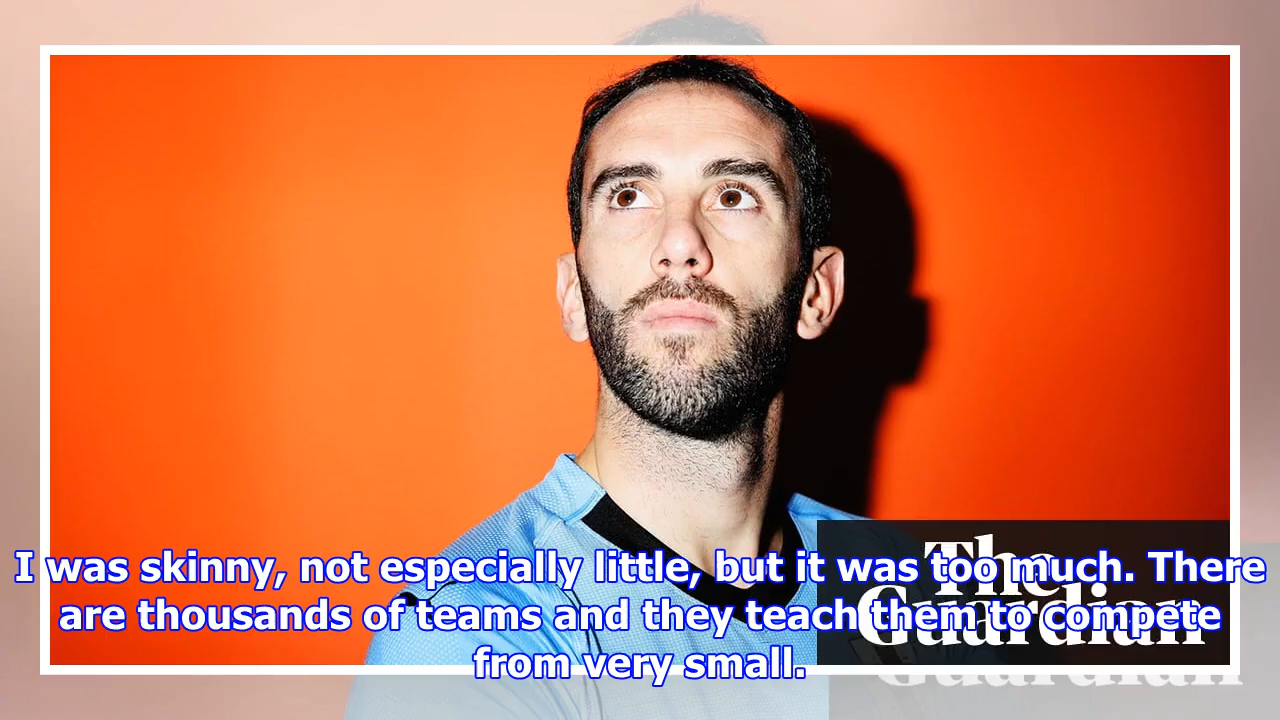 The
Guardian
I was skinny, not especially little, but it was too much. There
are thousands of teams and they teach them to compete
from very small.
Guardian